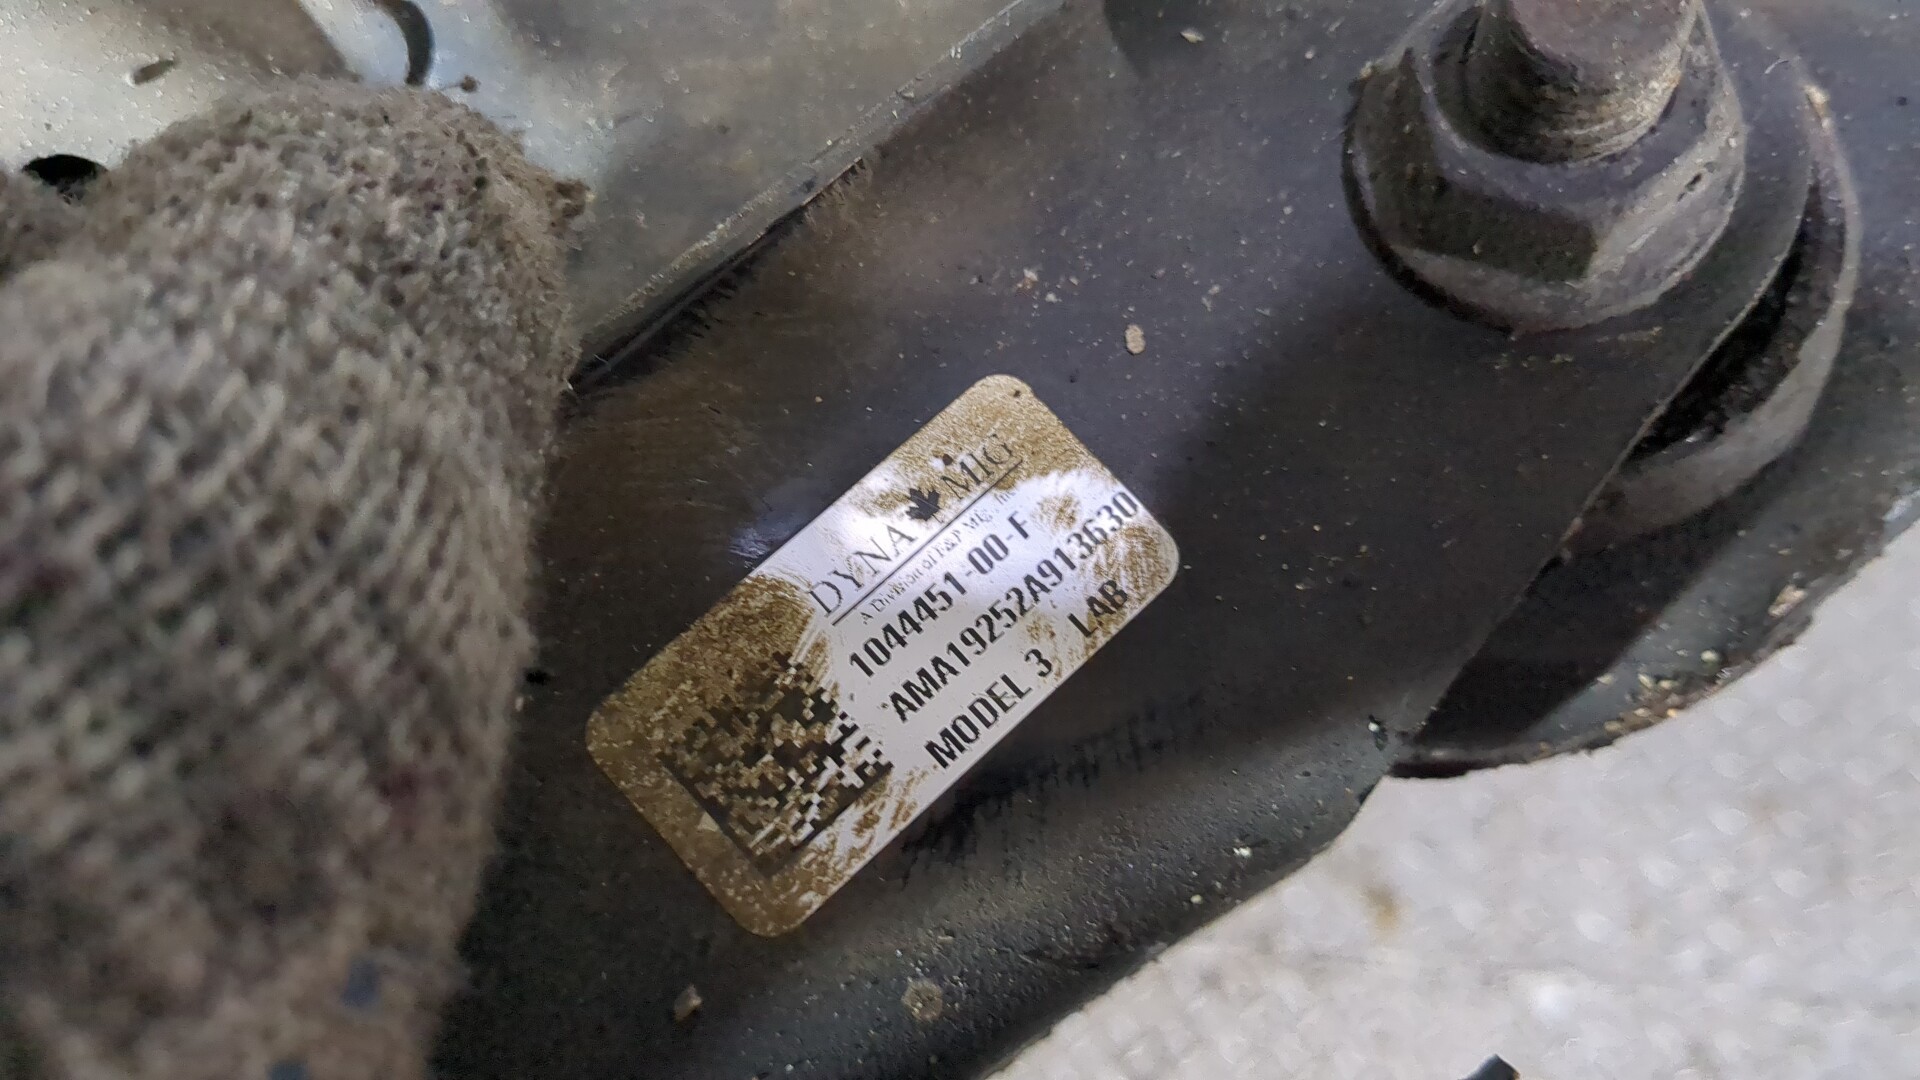 DYNA MIG
A Division of F&P Mfg., Inc.
1044451-00-F
AMA19252A913630
MODEL 3 LAB